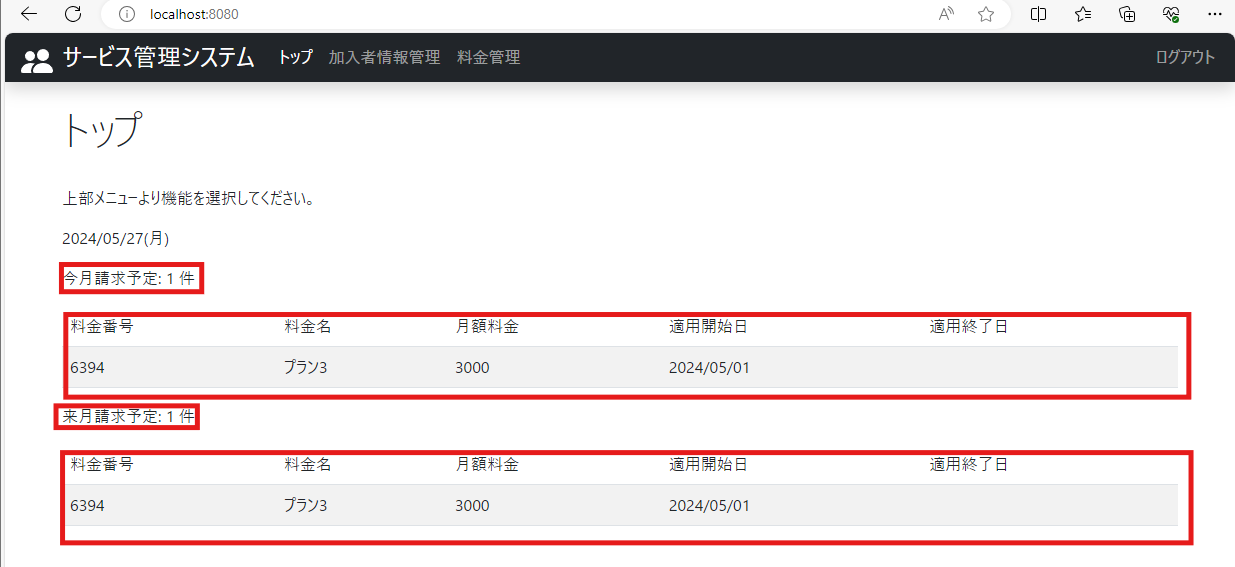 localhost:8080
サービス管理システム トップ 加入者情報管理 料金管理 ログアウト
トップ
上部メニューより機能を選択してください。
2024/05/27(月)
今月請求予定: 1 件
料金番号 料金名 月額料金 適用開始日 適用終了日
6394 プラン3 3000 2024/05/01
来月請求予定: 1 件
料金番号 料金名 月額料金 適用開始日 適用終了日
6394 プラン3 3000 2024/05/01